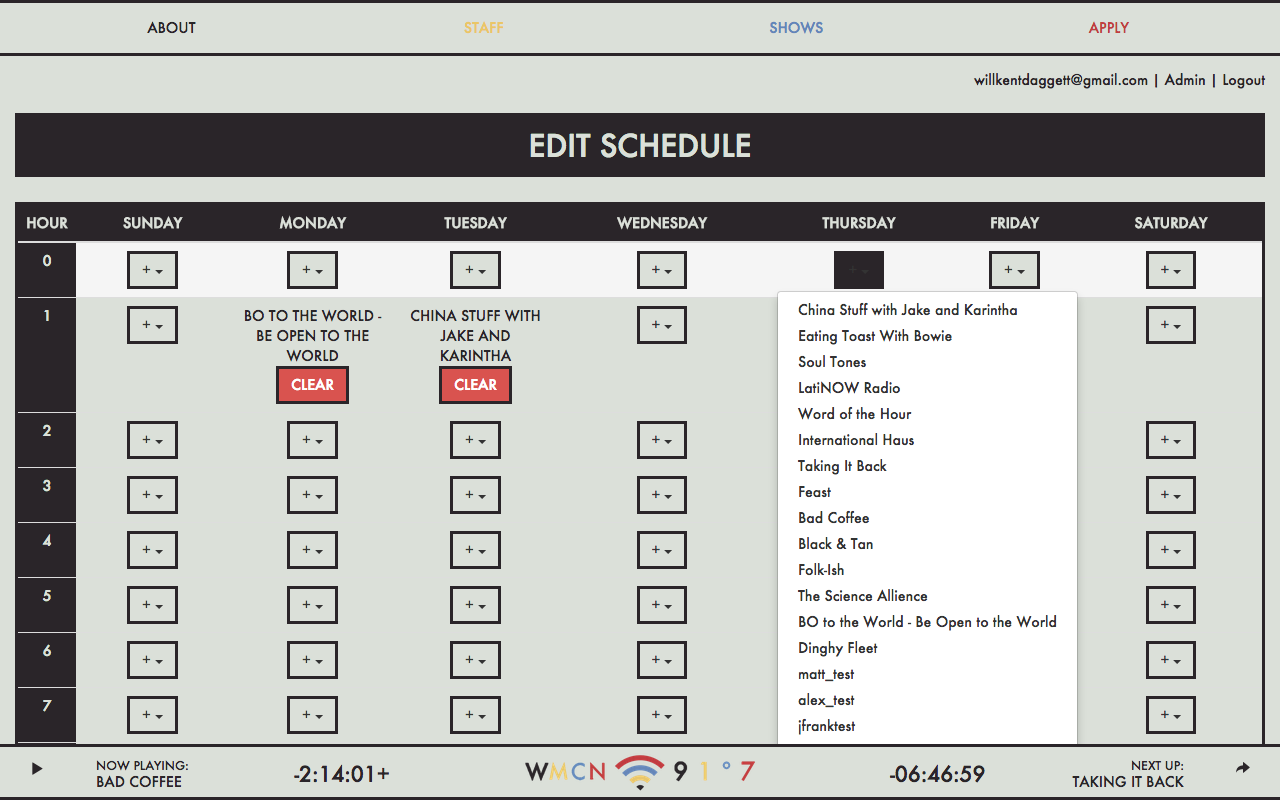 ABOUT STAFF SHOWS APPLY
willkentdaggett@gmail.com | Admin | Logout
EDIT SCHEDULE
HOUR SUNDAY MONDAY TUESDAY WEDNESDAY THURSDAY FRIDAY SATURDAY
0 + + + + + + +
1 + BO TO THE WORLD - BE OPEN TO THE WORLD CLEAR CHINA STUFF WITH JAKE AND KARINTHA CLEAR +
2 + + + + +
3 + + + + +
4 + + + + +
5 + + + + +
6 + + + + +
7 + + + + +
China Stuff with Jake and Karintha
Eating Toast With Bowie
Soul Tones
LatiNOW Radio
Word of the Hour
International Haus
Taking It Back
Feast
Bad Coffee
Black & Tan
Folk-Ish
The Science Allience
BO to the World - Be Open to the World
Dinghy Fleet
matt_test
alex_test
jfranktest
NOW PLAYING:
BAD COFFEE
-2:14:01+
WMCN 91°7
-06:46:59
NEXT UP:
TAKING IT BACK